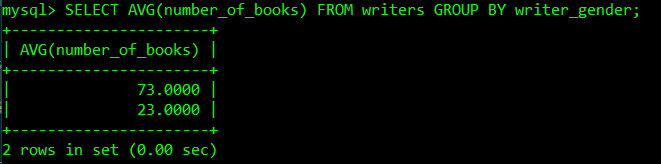 mysql> SELECT AVG(number_of_books) FROM writers GROUP BY writer_gender;
+----------------------+
| AVG(number_of_books) |
+----------------------+
|              73.0000 |
|              23.0000 |
+----------------------+
2 rows in set (0.00 sec)